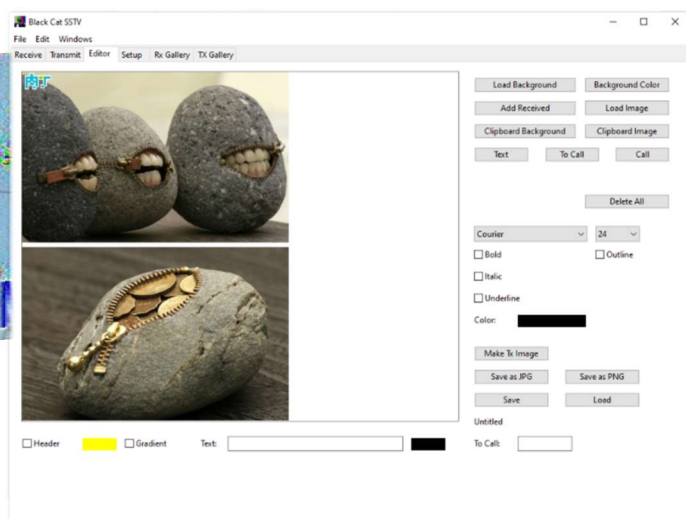 Black Cat SSTV
File Edit Windows
Receive Transmit Editor Setup Rx Gallery TX Gallery
肉丁
Load Background Background Color
Add Received Load Image
Clipboard Background Clipboard Image
Text To Call Call
Delete All
Courier 24
Bold Outline
Italic
Underline
Color:
Make Tx Image
Save as JPG Save as PNG
Save Load
Untitled
Header Gradient Text: To Call: